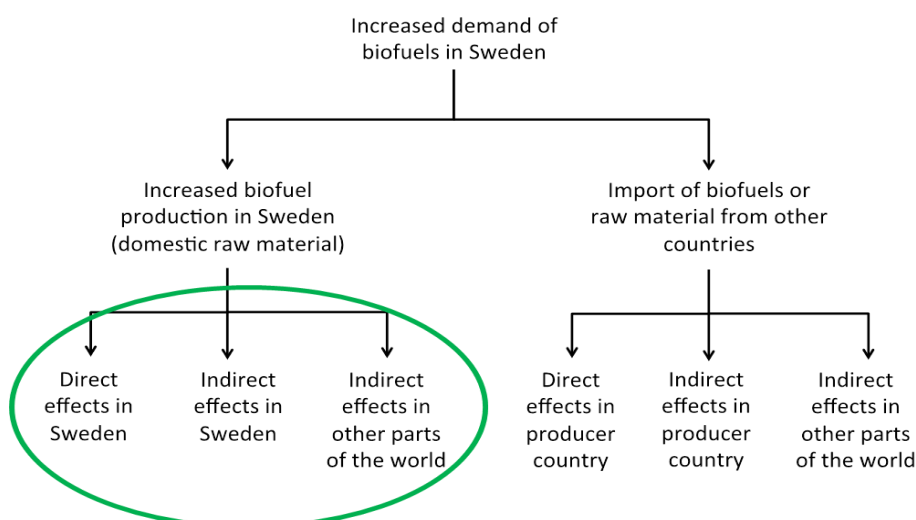 Increased demand of
biofuels in Sweden
Increased biofuel
production in Sweden
(domestic raw material)
Import of biofuels or
raw material from other
countries
Direct
effects in
Sweden
Indirect
effects in
Sweden
Indirect
effects in
other parts
of the world
Direct
effects in
producer
country
Indirect
effects in
producer
country
Indirect
effects in
other parts
of the world